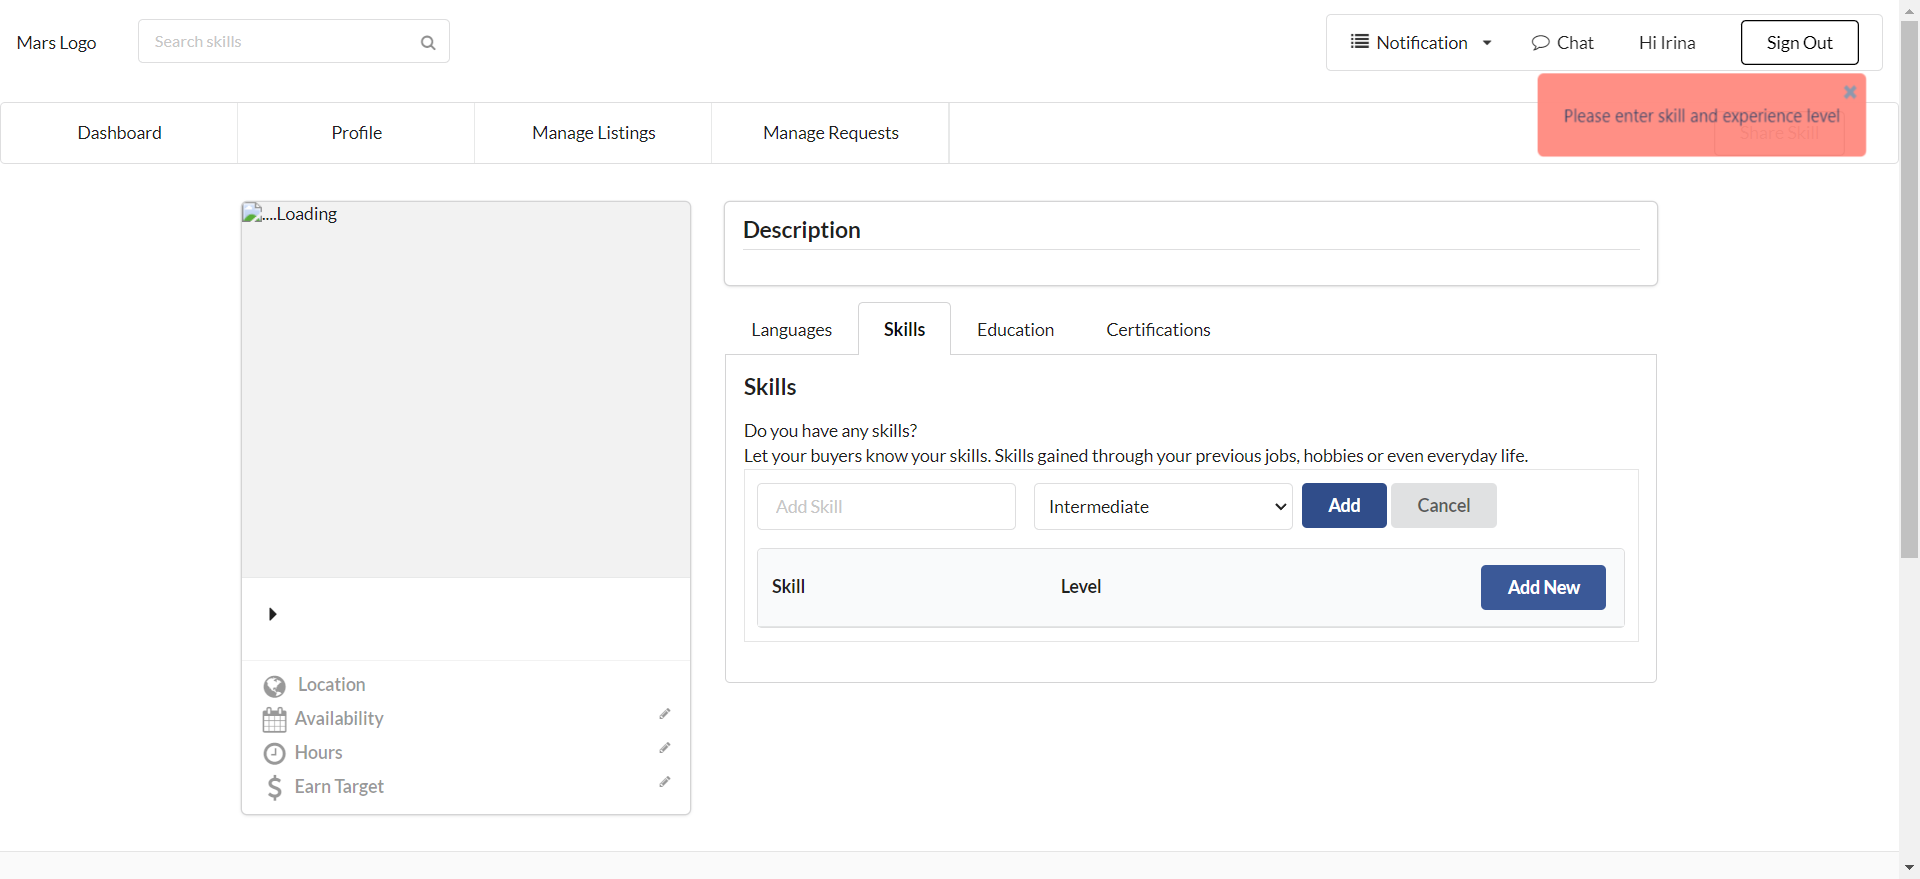 Mars Logo
Search skills
Notification
Chat
Hi Irina
Sign Out
Please enter skill and experience level
Dashboard
Profile
Manage Listings
Manage Requests
Share Skill
....Loading
Location
Availability
Hours
Earn Target
Description
Languages
Skills
Education
Certifications
Skills
Do you have any skills?
Let your buyers know your skills. Skills gained through your previous jobs, hobbies or even everyday life.
Add Skill
Intermediate
Add
Cancel
Skill
Level
Add New